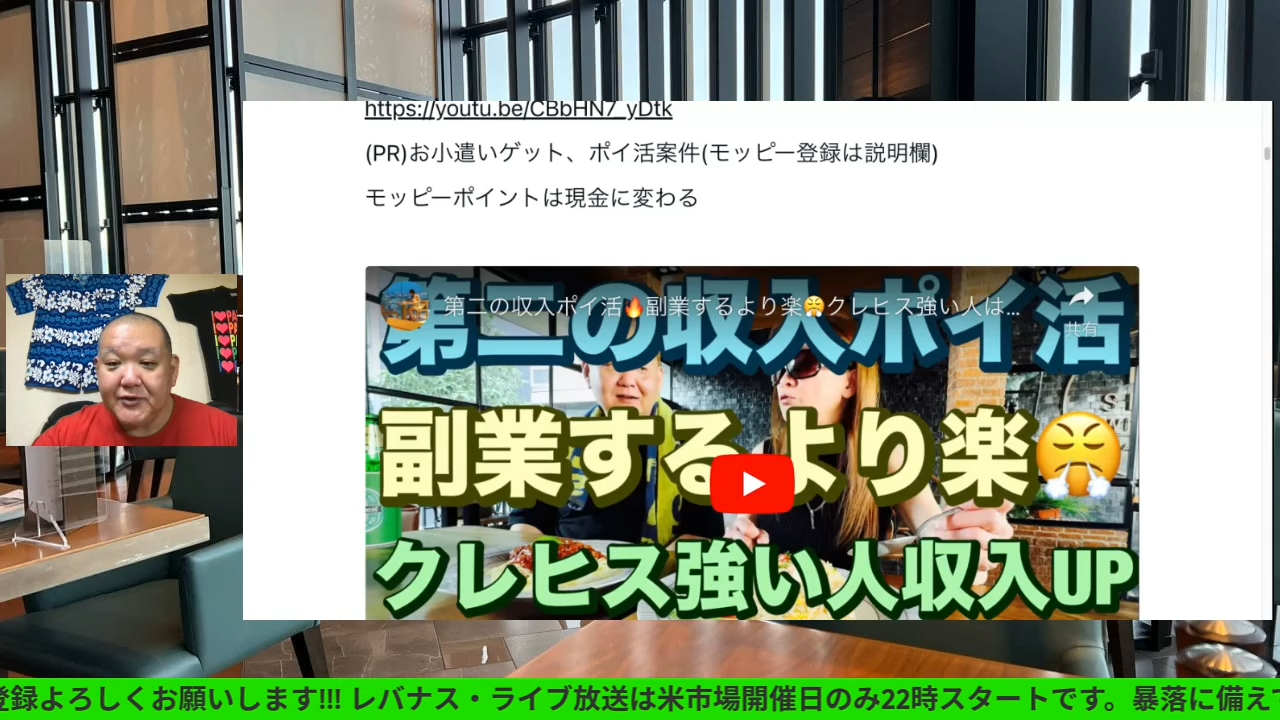 https://youtu.be/CBbHN7_yDtk
(PR)お小遣いゲット、ポイ活案件(モッピー登録は説明欄)
モッピーポイントは現金に変わる
第二の収入ポイ活🔥副業するより楽😤クレヒス強い人は...
共有
第二の収入ポイ活
副業するより楽😤
クレヒス強い人収入UP
登録よろしくお願いします!!! レバナス・ライブ放送は米市場開催日のみ22時スタートです。暴落に備えて